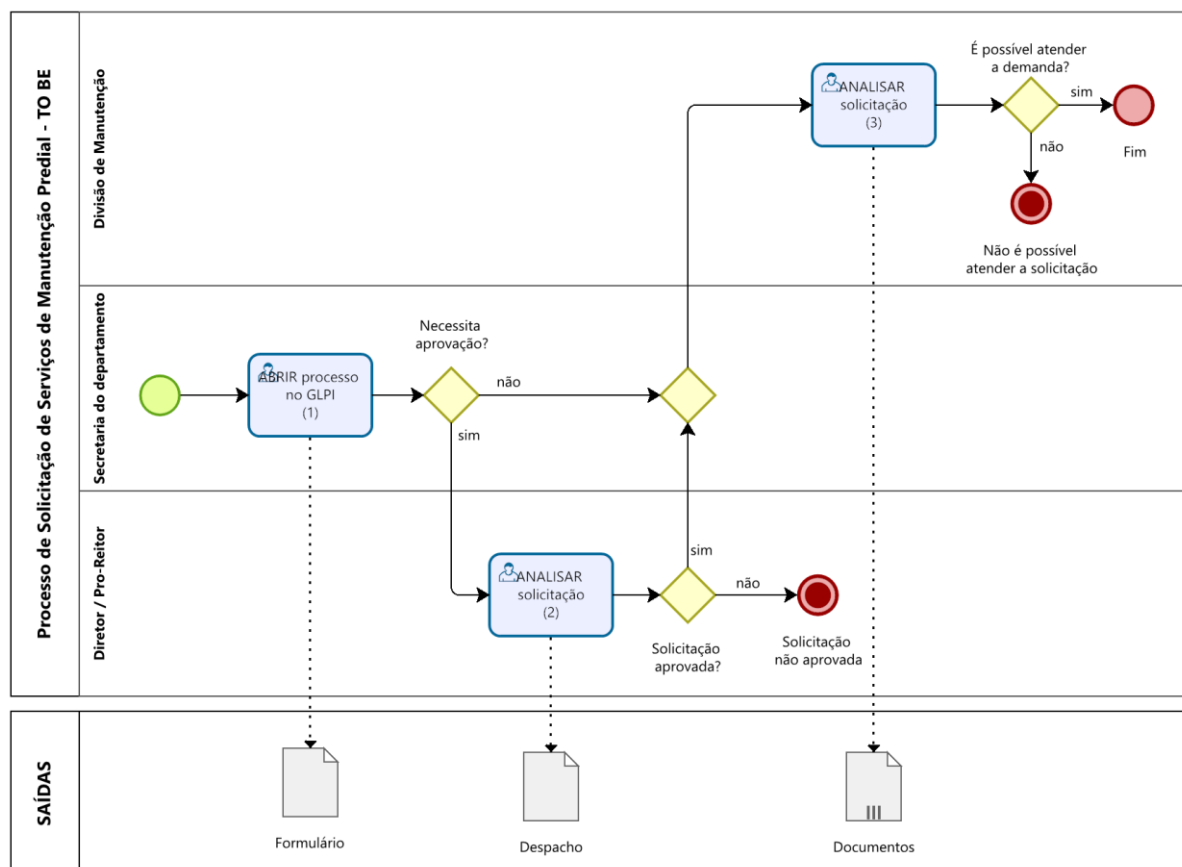 Processo de Solicitação de Serviços de Manutenção Predial - TO BE
Divisão de Manutenção
ANALISAR
solicitação
(3)
É possível atender
a demanda?
sim
Fim
não
Não é possível
atender a solicitação
Secretaria do departamento
ABRIR processo
no GLPI
(1)
Necessita
aprovação?
não
sim
Diretor / Pro-Reitor
ANALISAR
solicitação
(2)
sim
não
Solicitação
aprovada?
Solicitação
não aprovada
SAÍDAS
Formulário
Despacho
Documentos